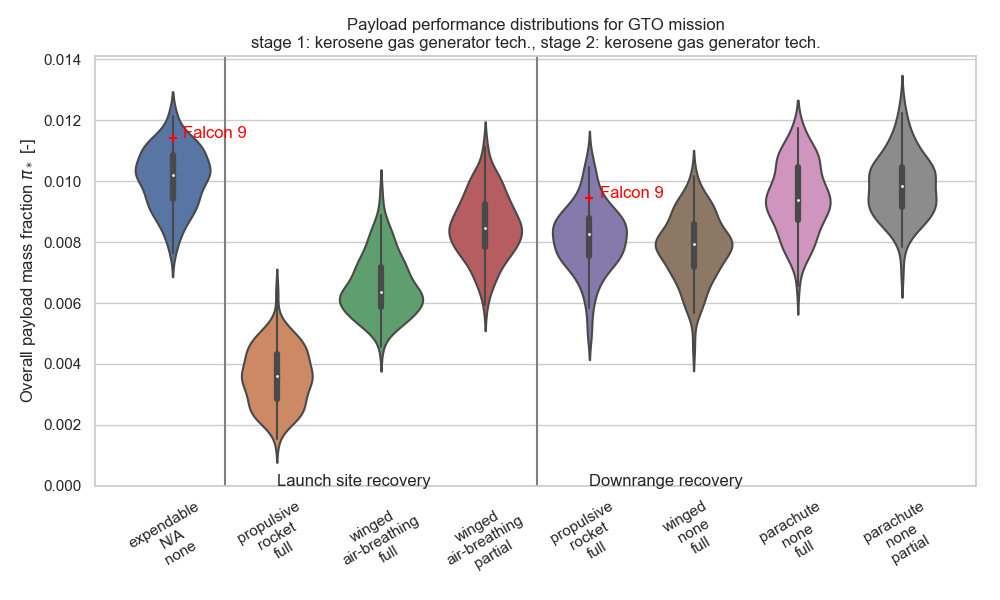 Payload performance distributions for GTO mission
stage 1: kerosene gas generator tech., stage 2: kerosene gas generator tech.
Overall payload mass fraction π* [-]
0.014
0.012
0.010
0.008
0.006
0.004
0.002
0.000
Falcon 9
Falcon 9
Launch site recovery
Downrange recovery
expendable
N/A
none
propulsive
rocket
full
winged
air-breathing
full
winged
air-breathing
partial
propulsive
rocket
full
winged
none
full
parachute
none
full
parachute
none
partial